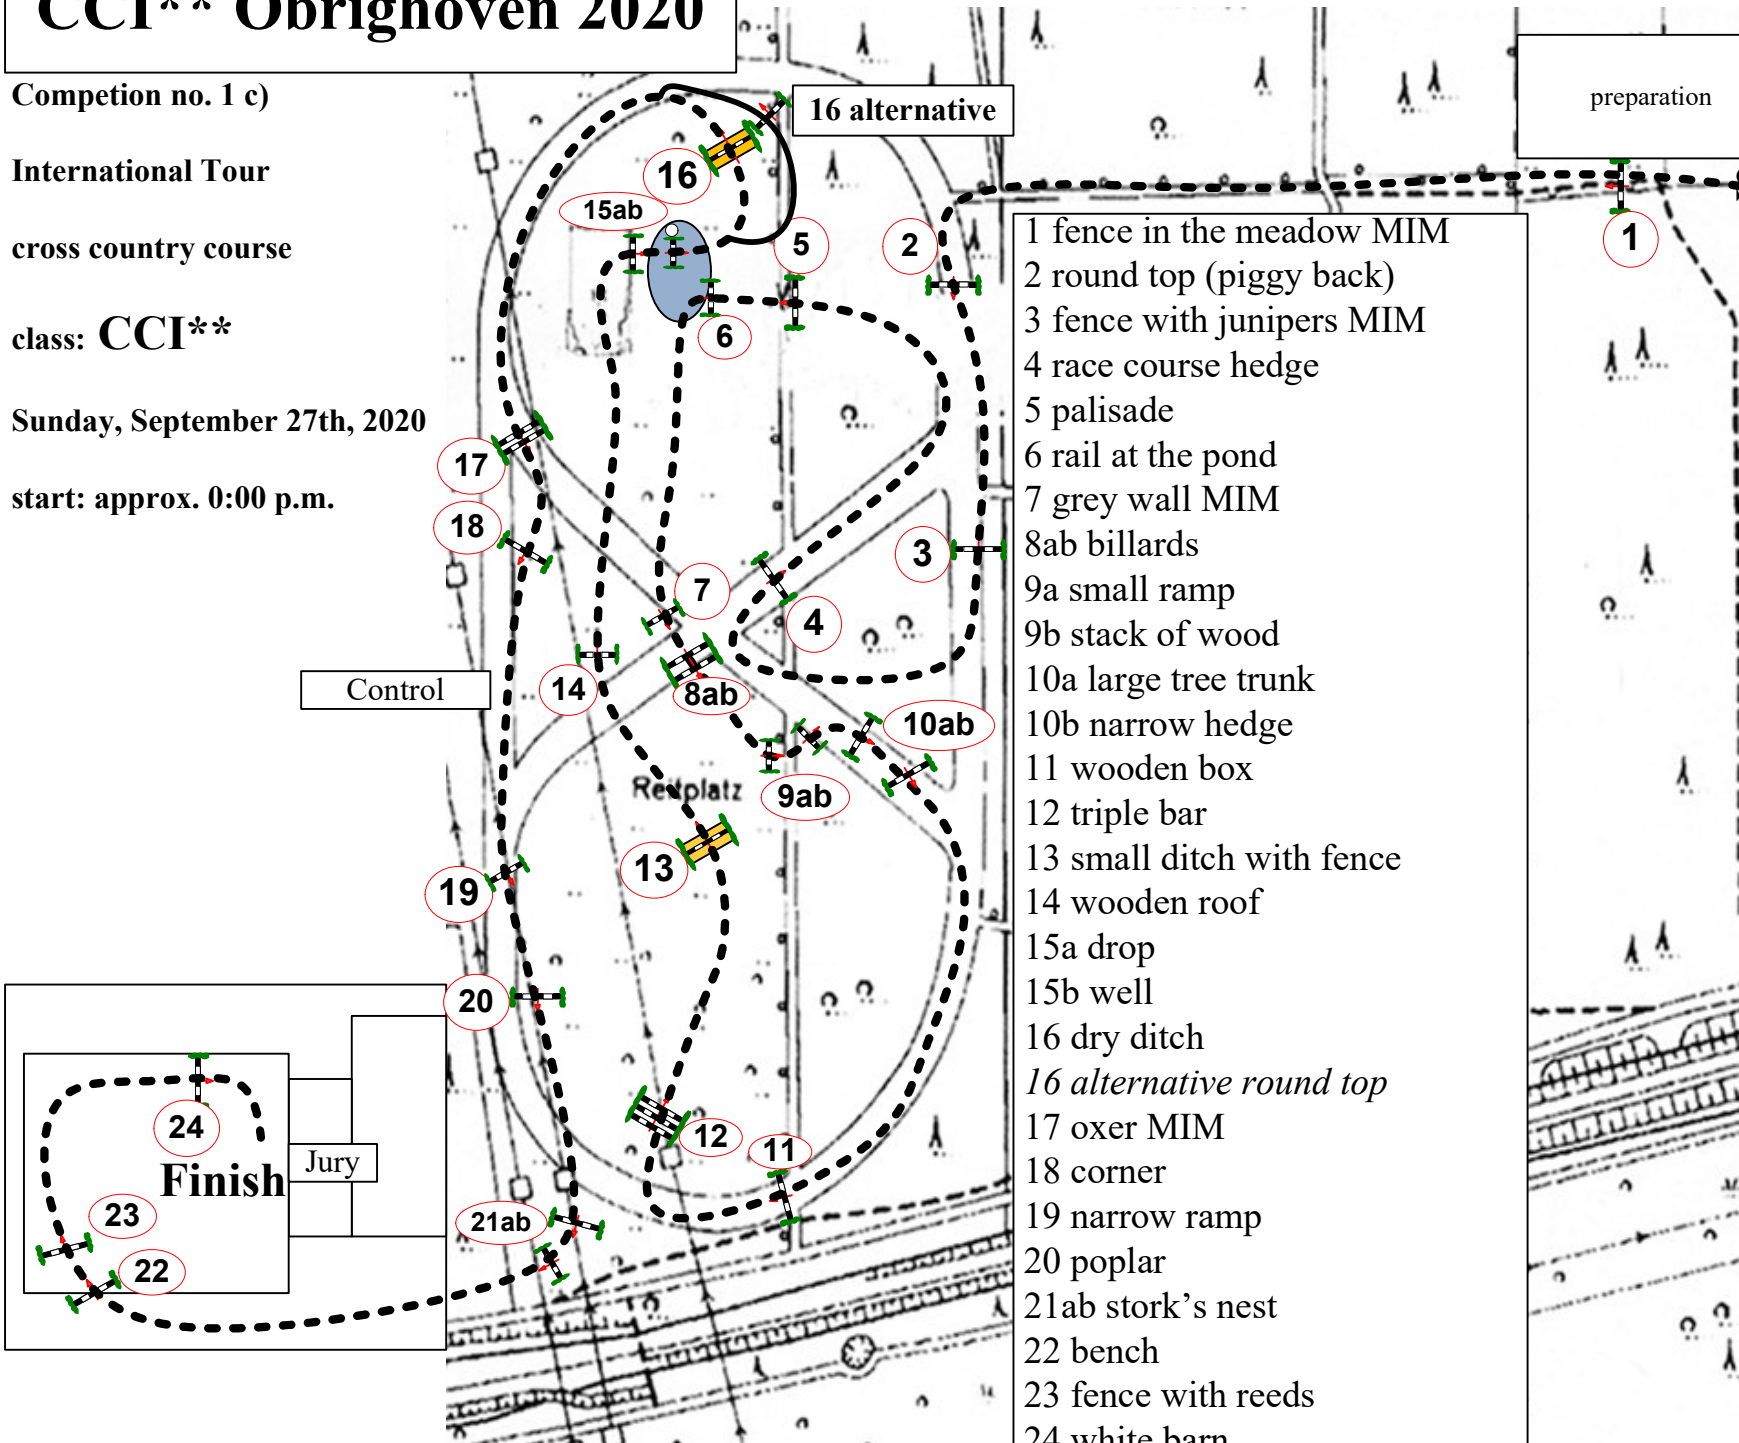 CCI** Obrighoven 2020
Competion no. 1 c)
International Tour
cross country course
class: CCI**
Sunday, September 27th, 2020
start: approx. 0:00 p.m.
16 alternative
preparation
16
15ab
5
2
1
6
17
18
3
7
4
Control
14
8ab
10ab
Reitplatz
9ab
13
19
20
24
12
11
Jury
Finish
21ab
23
22
1 fence in the meadow MIM
2 round top (piggy back)
3 fence with junipers MIM
4 race course hedge
5 palisade
6 rail at the pond
7 grey wall MIM
8ab billards
9a small ramp
9b stack of wood
10a large tree trunk
10b narrow hedge
11 wooden box
12 triple bar
13 small ditch with fence
14 wooden roof
15a drop
15b well
16 dry ditch
16 alternative round top
17 oxer MIM
18 corner
19 narrow ramp
20 poplar
21ab stork's nest
22 bench
23 fence with reeds
24 white barn